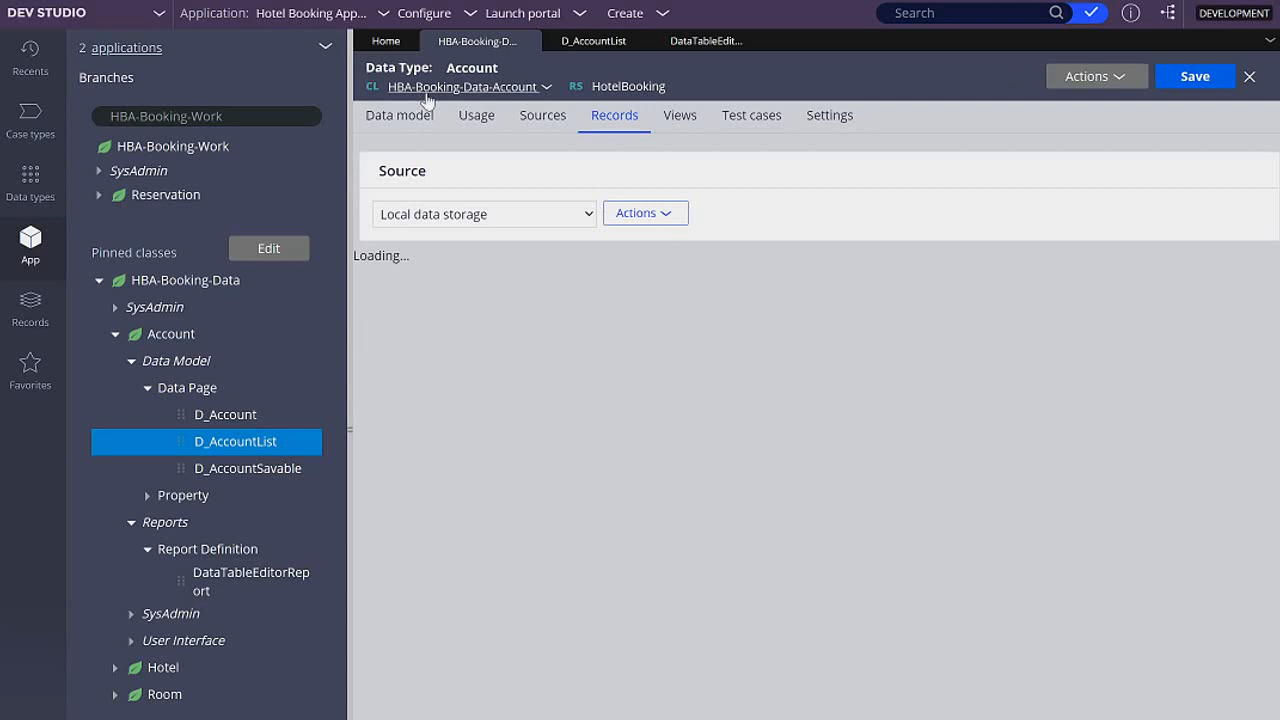 DEV STUDIO
Application: Hotel Booking App...
Configure
Launch portal
Create
Search
DEVELOPMENT
Recents
Case types
Data types
App
Records
Favorites
2 applications
Branches
HBA-Booking-Work
HBA-Booking-Work
SysAdmin
Reservation
Pinned classes
Edit
HBA-Booking-Data
SysAdmin
Account
Data Model
Data Page
D_Account
D_AccountList
D_AccountSavable
Property
Reports
Report Definition
DataTableEditorRep
ort
SysAdmin
User Interface
Hotel
Room
Home
HBA-Booking-D...
D_AccountList
DataTableEdit...
Data Type: Account
CL HBA-Booking-Data-Account RS HotelBooking
Actions
Save
Data model
Usage
Sources
Records
Views
Test cases
Settings
Source
Local data storage
Actions
Loading...